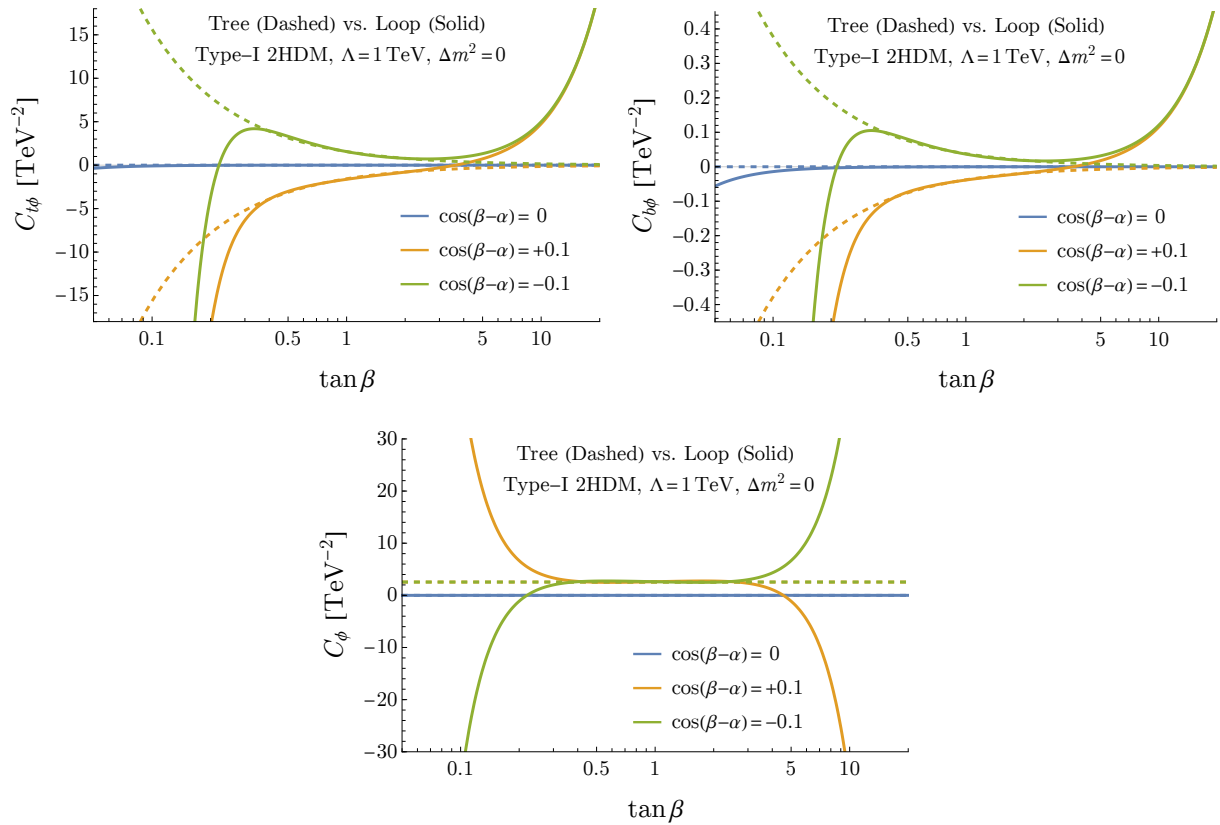 Tree (Dashed) vs. Loop (Solid)
Type−I 2HDM, Λ=1 TeV, Δm²=0
C_{tϕ} [TeV⁻²]
15
10
5
0
−5
−10
−15
cos(β−α)= 0
cos(β−α)=+0.1
cos(β−α)=−0.1
0.1
0.5
1
5
10
tan β
Tree (Dashed) vs. Loop (Solid)
Type−I 2HDM, Λ=1 TeV, Δm²=0
C_{bϕ} [TeV⁻²]
0.4
0.3
0.2
0.1
0
−0.1
−0.2
−0.3
−0.4
cos(β−α)= 0
cos(β−α)=+0.1
cos(β−α)=−0.1
0.1
0.5
1
5
10
tan β
Tree (Dashed) vs. Loop (Solid)
Type−I 2HDM, Λ=1 TeV, Δm²=0
C_ϕ [TeV⁻²]
30
20
10
0
−10
−20
−30
cos(β−α)= 0
cos(β−α)=+0.1
cos(β−α)=−0.1
0.1
0.5
1
5
10
tan β